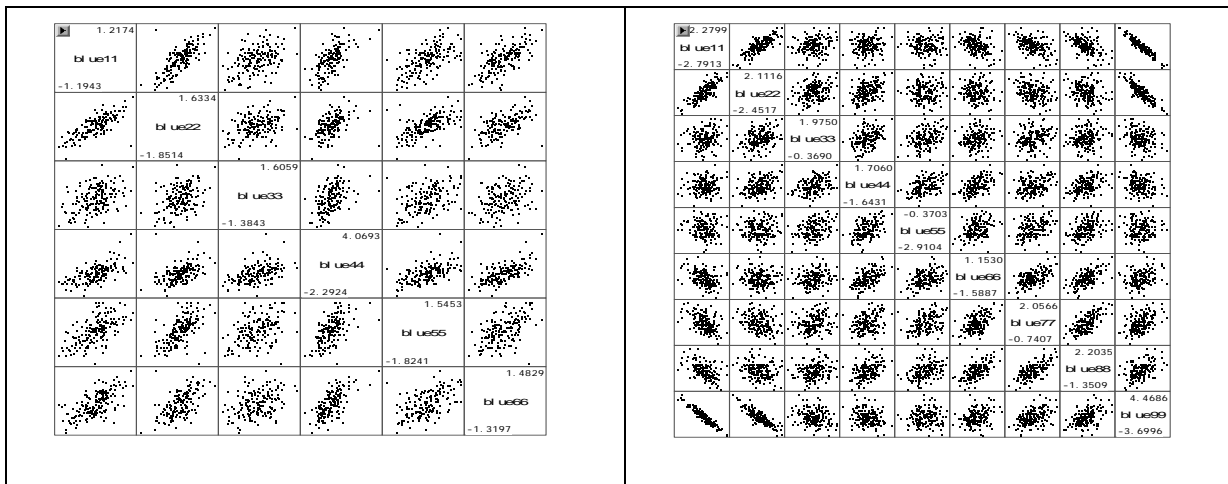 1.2174
blue11
-1.1943
1.6334
blue22
-1.8514
1.6059
blue33
-1.3843
4.0693
blue44
-2.2924
1.5453
blue55
-1.8241
1.4829
blue66
-1.3197
2.2799
blue11
-2.7913
2.1116
blue22
-2.4517
1.9750
blue33
-0.3690
1.7060
blue44
-1.6431
-0.3703
blue55
-2.9104
1.1530
blue66
-1.5887
2.0566
blue77
-0.7407
2.2035
blue88
-1.3509
4.4686
blue99
-3.6996